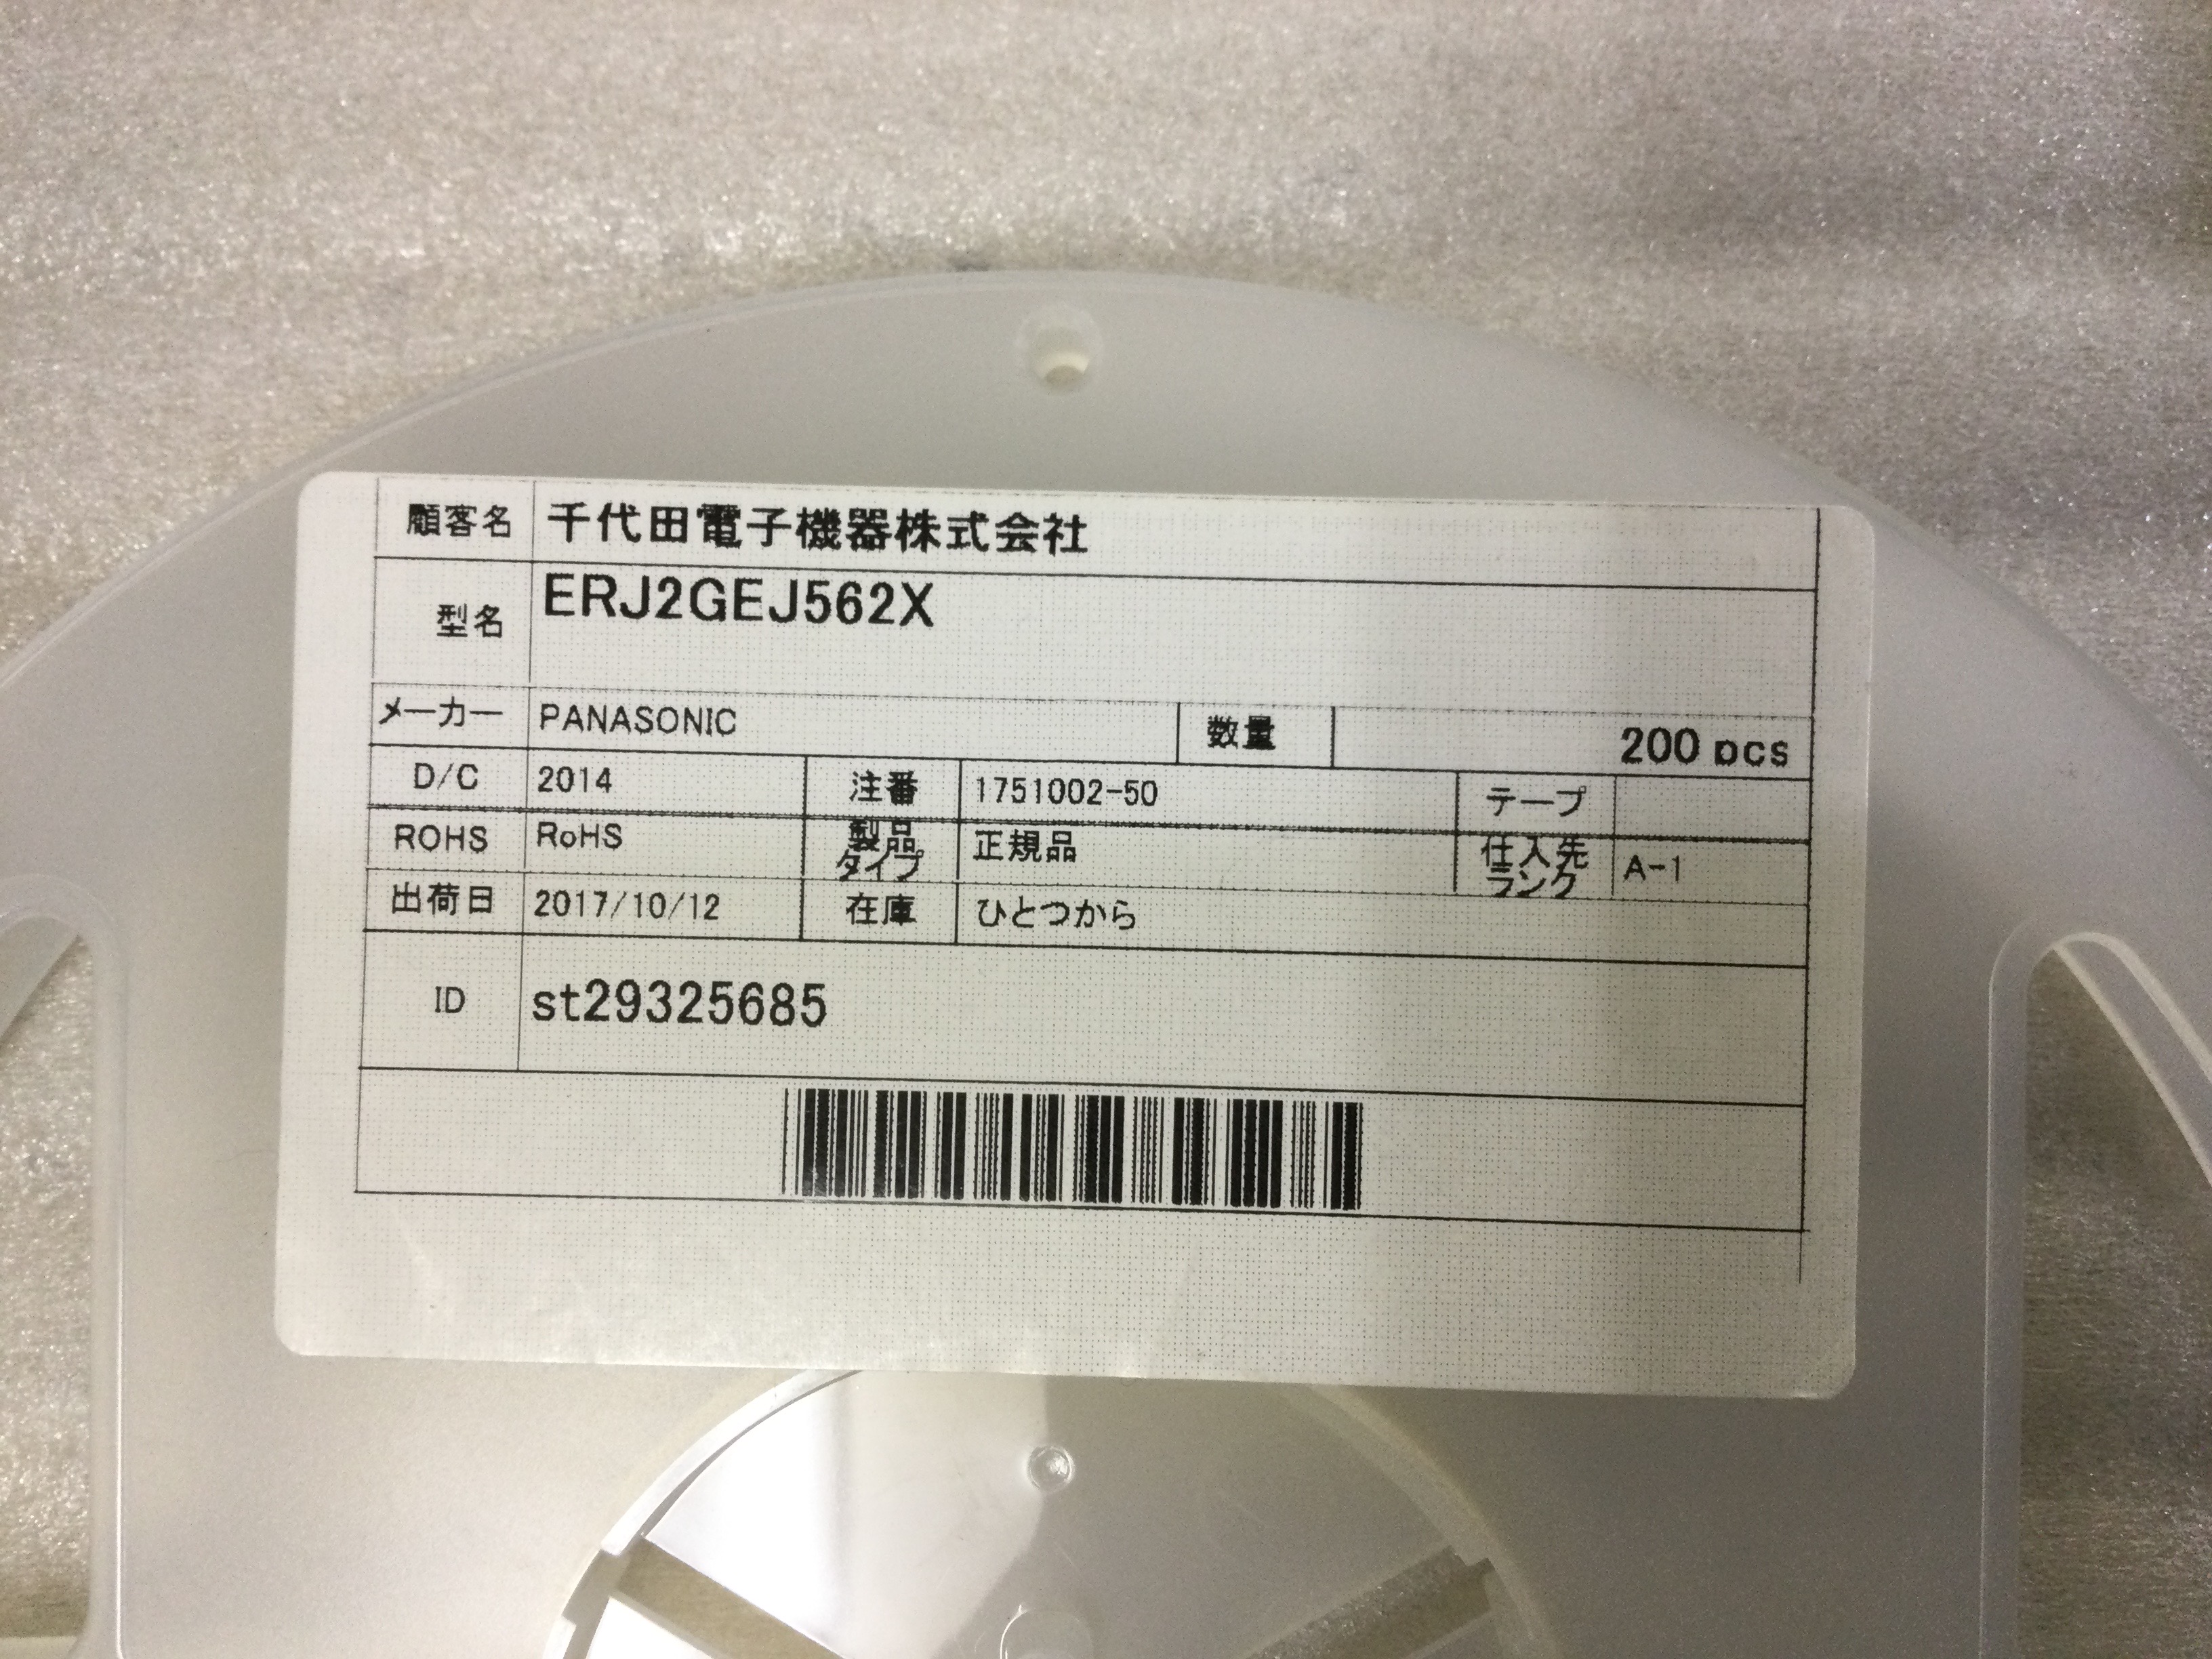 顧客名 千代田電子機器株式会社
型名 ERJ2GEJ562X
メーカー PANASONIC 数量 200 pcs
D/C 2014 注番 1751002-50 テープ
ROHS RoHS 製品タイプ 正規品 仕入先ランク A-1
出荷日 2017/10/12 在庫 ひとつから
ID st29325685